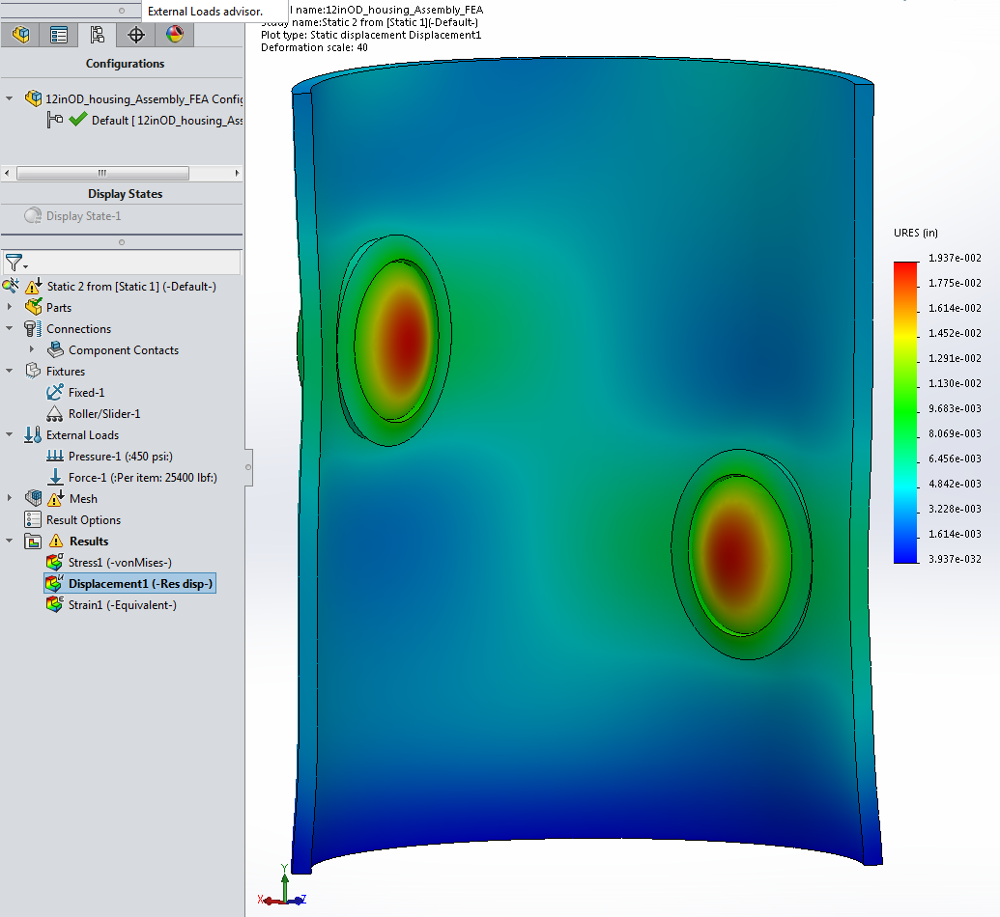 External Loads advisor.
l name:12inOD_housing_Assembly_FEA
Study name:Static 2 from [Static 1](-Default-)
Plot type: Static displacement Displacement1
Deformation scale: 40
Configurations
12inOD_housing_Assembly_FEA Config
Default [ 12inOD_housing_Ass
Display States
Display State-1
Static 2 from [Static 1] (-Default-)
Parts
Connections
Component Contacts
Fixtures
Fixed-1
Roller/Slider-1
External Loads
Pressure-1 (:450 psi:)
Force-1 (:Per item: 25400 lbf:)
Mesh
Result Options
Results
Stress1 (-vonMises-)
Displacement1 (-Res disp-)
Strain1 (-Equivalent-)
URES (in)
1.937e-002
1.775e-002
1.614e-002
1.452e-002
1.291e-002
1.130e-002
9.683e-003
8.069e-003
6.456e-003
4.842e-003
3.228e-003
1.614e-003
3.937e-032
Y
X
Z